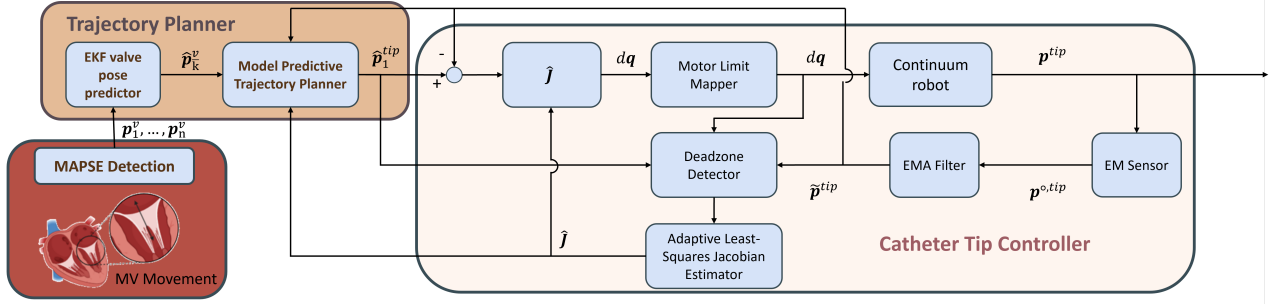 Trajectory Planner
EKF valve
pose
predictor
p̂ᵥₖ
Model Predictive
Trajectory Planner
p̂₁ᵗⁱᵖ
-
+
Ĵ
dq
Motor Limit
Mapper
dq
Continuum
robot
pᵗⁱᵖ
p₁ᵛ, ..., pₙᵛ
MAPSE Detection
MV Movement
Deadzone
Detector
p̃ᵗⁱᵖ
EMA Filter
p°,ᵗⁱᵖ
EM Sensor
Ĵ
Adaptive Least-
Squares Jacobian
Estimator
Catheter Tip Controller